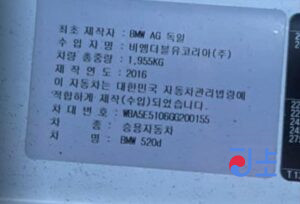 최초 제작자 : BMW AG 독일
수 입 자 명 : 비엠더블유코리아(주)
차량 총중량 : 1,955KG
제 작 연 도 : 2016
이 자동차는 대한민국 자동차관리법령에
적합하게 제작(수입)되었습니다.
차 대 번 호 : WBA5E5106GG200155
차 종 : 승용자동차
차 명 : BMW 520d